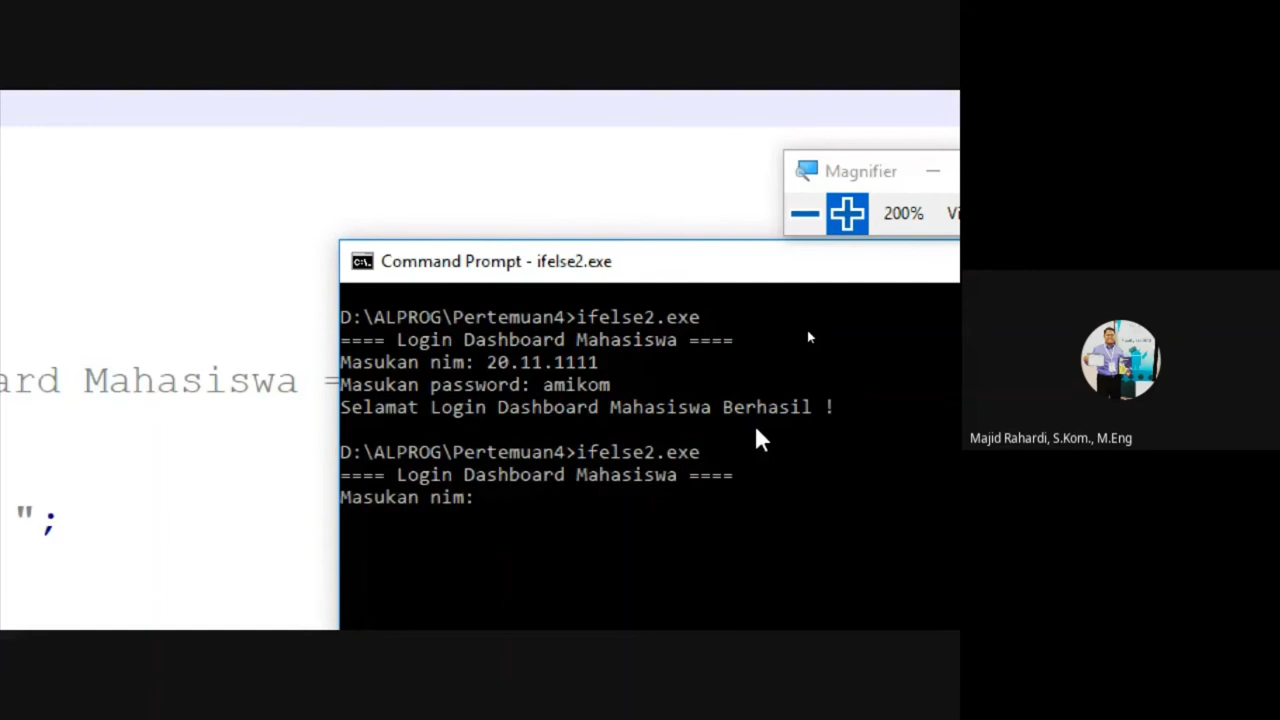 Magnifier
200%
Command Prompt - ifelse2.exe
D:\ALPROG\Pertemuan4>ifelse2.exe
==== Login Dashboard Mahasiswa ====
Masukan nim: 20.11.1111
Masukan password: amikom
Selamat Login Dashboard Mahasiswa Berhasil !
D:\ALPROG\Pertemuan4>ifelse2.exe
==== Login Dashboard Mahasiswa ====
Masukan nim:
ard Mahasiswa =
";
Majid Rahardi, S.Kom., M.Eng